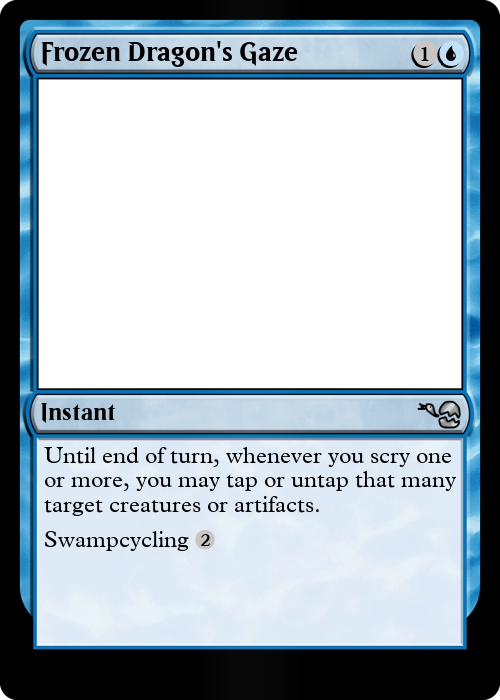 Frozen Dragon's Gaze 1
Instant
Until end of turn, whenever you scry one
or more, you may tap or untap that many
target creatures or artifacts.
Swampcycling 2